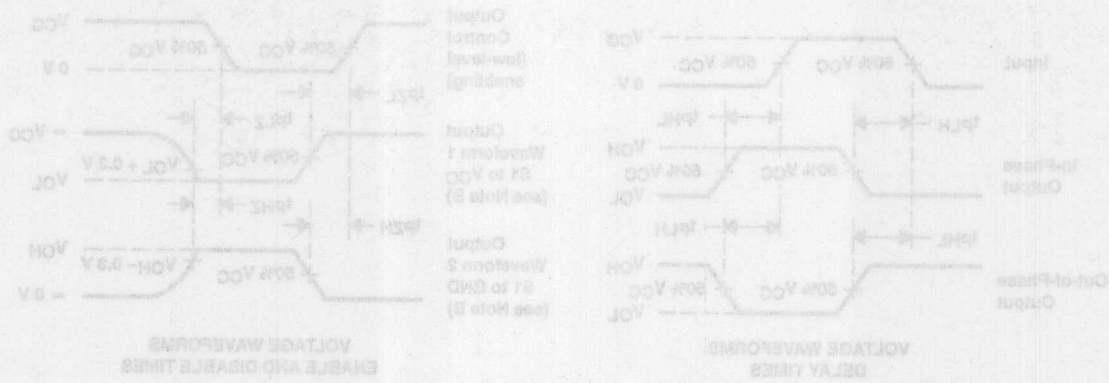 Input
VCC
50% VCC
50% VCC
0 V
tPLH
tPHL
In-Phase
Output
VOH
50% VCC
50% VCC
VOL
tPHL
tPLH
Out-of-Phase
Output
VOH
50% VCC
50% VCC
VOL
VOLTAGE WAVEFORMS
DELAY TIMES
Output
Control
(low-level
enabling)
VCC
50% VCC
50% VCC
0 V
tPZL
tPLZ
Output
Waveform 1
S1 to VCC
(see Note B)
≈ VCC
50% VCC
VOL + 0.3 V
VOL
tPZH
tPHZ
Output
Waveform 2
S1 to GND
(see Note B)
VOH
50% VCC
VOH – 0.3 V
≈ 0 V
VOLTAGE WAVEFORMS
ENABLE AND DISABLE TIMES